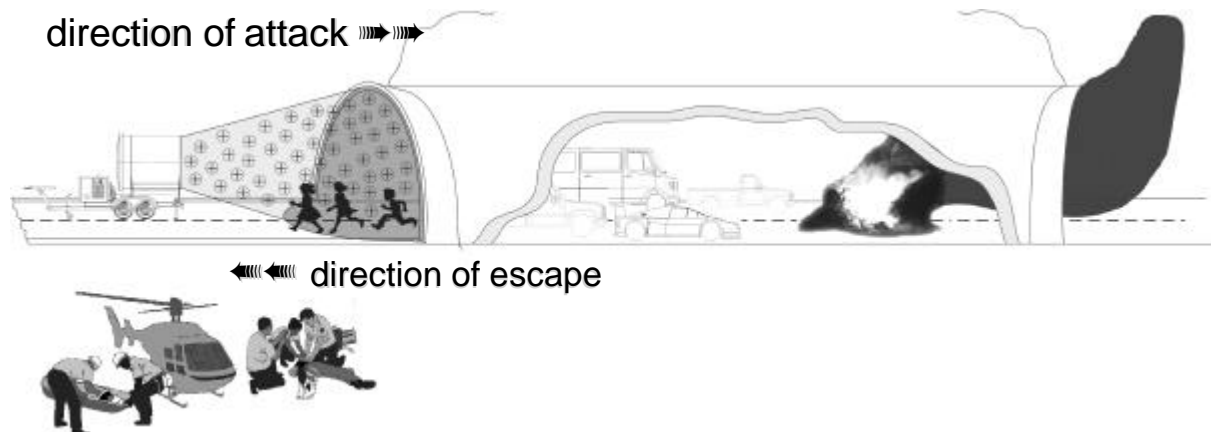 direction of attack
direction of escape